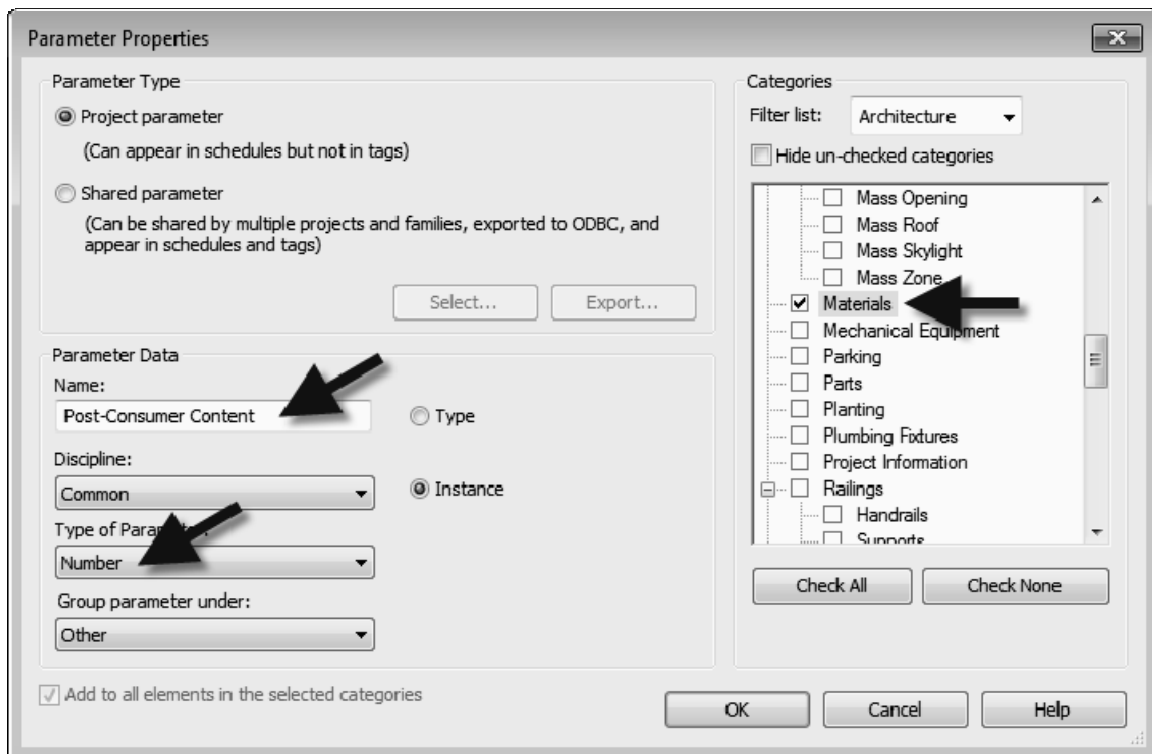 Parameter Properties
Parameter Type
Project parameter
(Can appear in schedules but not in tags)
Shared parameter
(Can be shared by multiple projects and families, exported to ODBC, and
appear in schedules and tags)
Select...
Export...
Parameter Data
Name:
Post-Consumer Content
Type
Discipline:
Common
Instance
Type of
Number
Group parameter under:
Other
Add to all elements in the selected categories
Categories
Filter list:
Architecture
Hide un-checked categories
Mass Opening
Mass Roof
Mass Skylight
Mass Zone
Materials
Mechanical Equipment
Parking
Parts
Planting
Plumbing Fixtures
Project Information
Railings
Handrails
Supports
Check All
Check None
OK
Cancel
Help